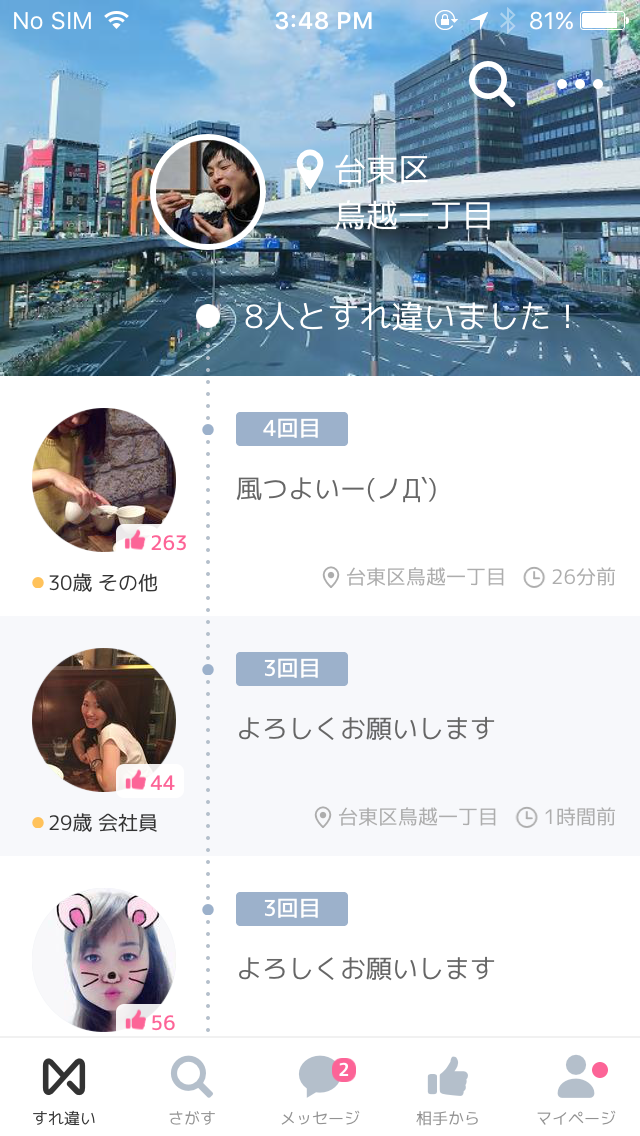 No SIM 3:48 PM 81%
台東区
鳥越一丁目
8人とすれ違いました！
4回目
風つよいー(ノД`)
263
30歳 その他
台東区鳥越一丁目 26分前
3回目
よろしくお願いします
44
29歳 会社員
台東区鳥越一丁目 1時間前
3回目
よろしくお願いします
56
2
すれ違い さがす メッセージ 相手から マイページ